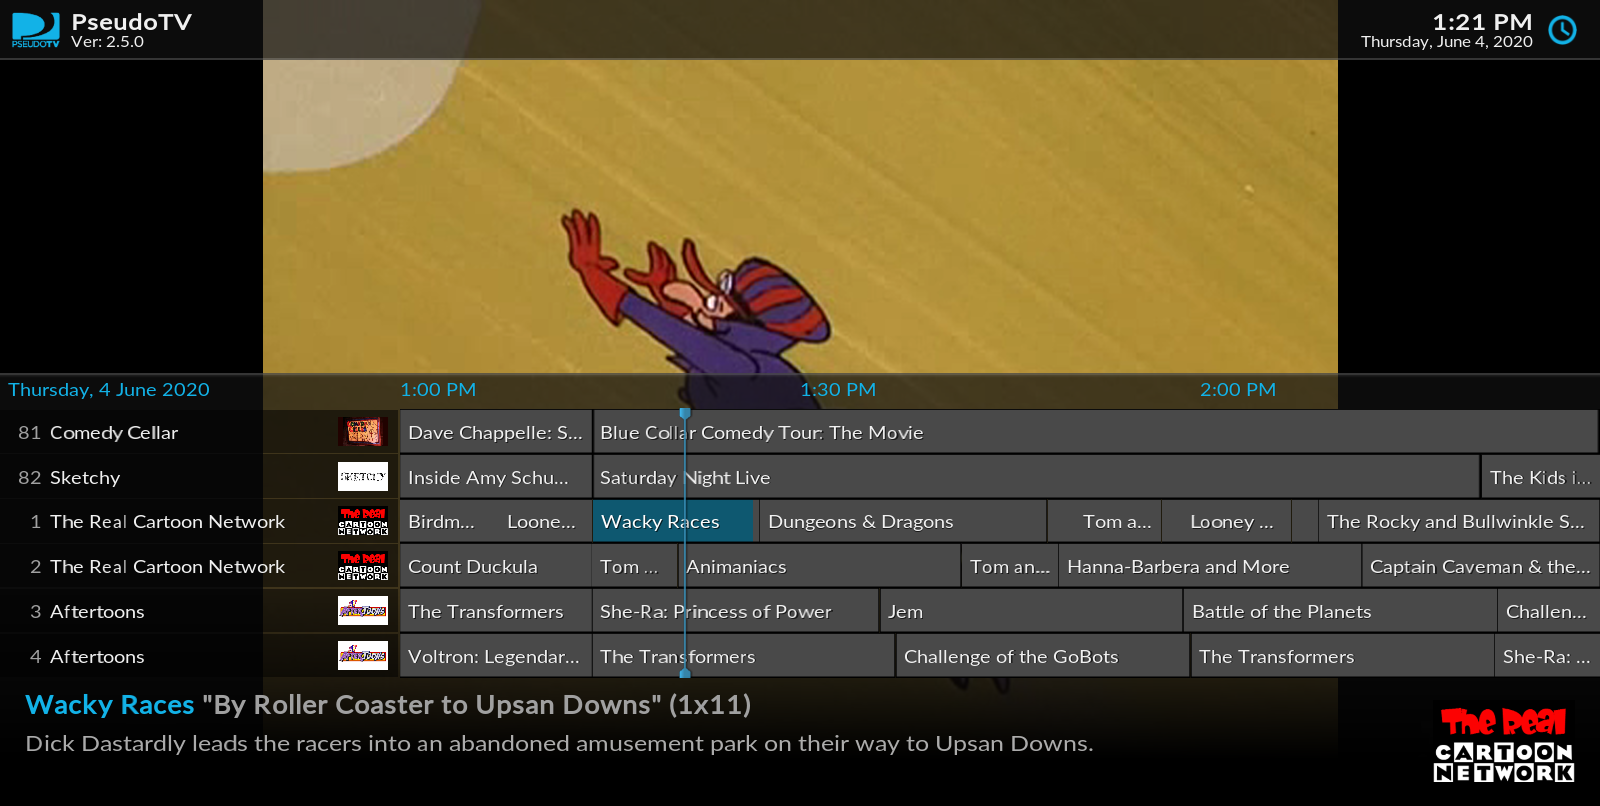 PseudoTV
Ver: 2.5.0
PSEUDOTV
1:21 PM
Thursday, June 4, 2020
Thursday, 4 June 2020 1:00 PM 1:30 PM 2:00 PM
81 Comedy Cellar Dave Chappelle: S... Blue Collar Comedy Tour: The Movie
82 Sketchy SKETCHY Inside Amy Schu... Saturday Night Live The Kids i...
1 The Real Cartoon Network The Real CARTOON NETWORK Birdm... Loone... Wacky Races Dungeons & Dragons Tom a... Looney ... The Rocky and Bullwinkle S...
2 The Real Cartoon Network The Real CARTOON NETWORK Count Duckula Tom ... Animaniacs Tom an... Hanna-Barbera and More Captain Caveman & the...
3 Aftertoons AFTERTOONS The Transformers She-Ra: Princess of Power Jem Battle of the Planets Challen...
4 Aftertoons AFTERTOONS Voltron: Legendar... The Transformers Challenge of the GoBots The Transformers She-Ra: ...
Wacky Races "By Roller Coaster to Upsan Downs" (1x11)
Dick Dastardly leads the racers into an abandoned amusement park on their way to Upsan Downs.
The Real
CARTOON
NETWORK